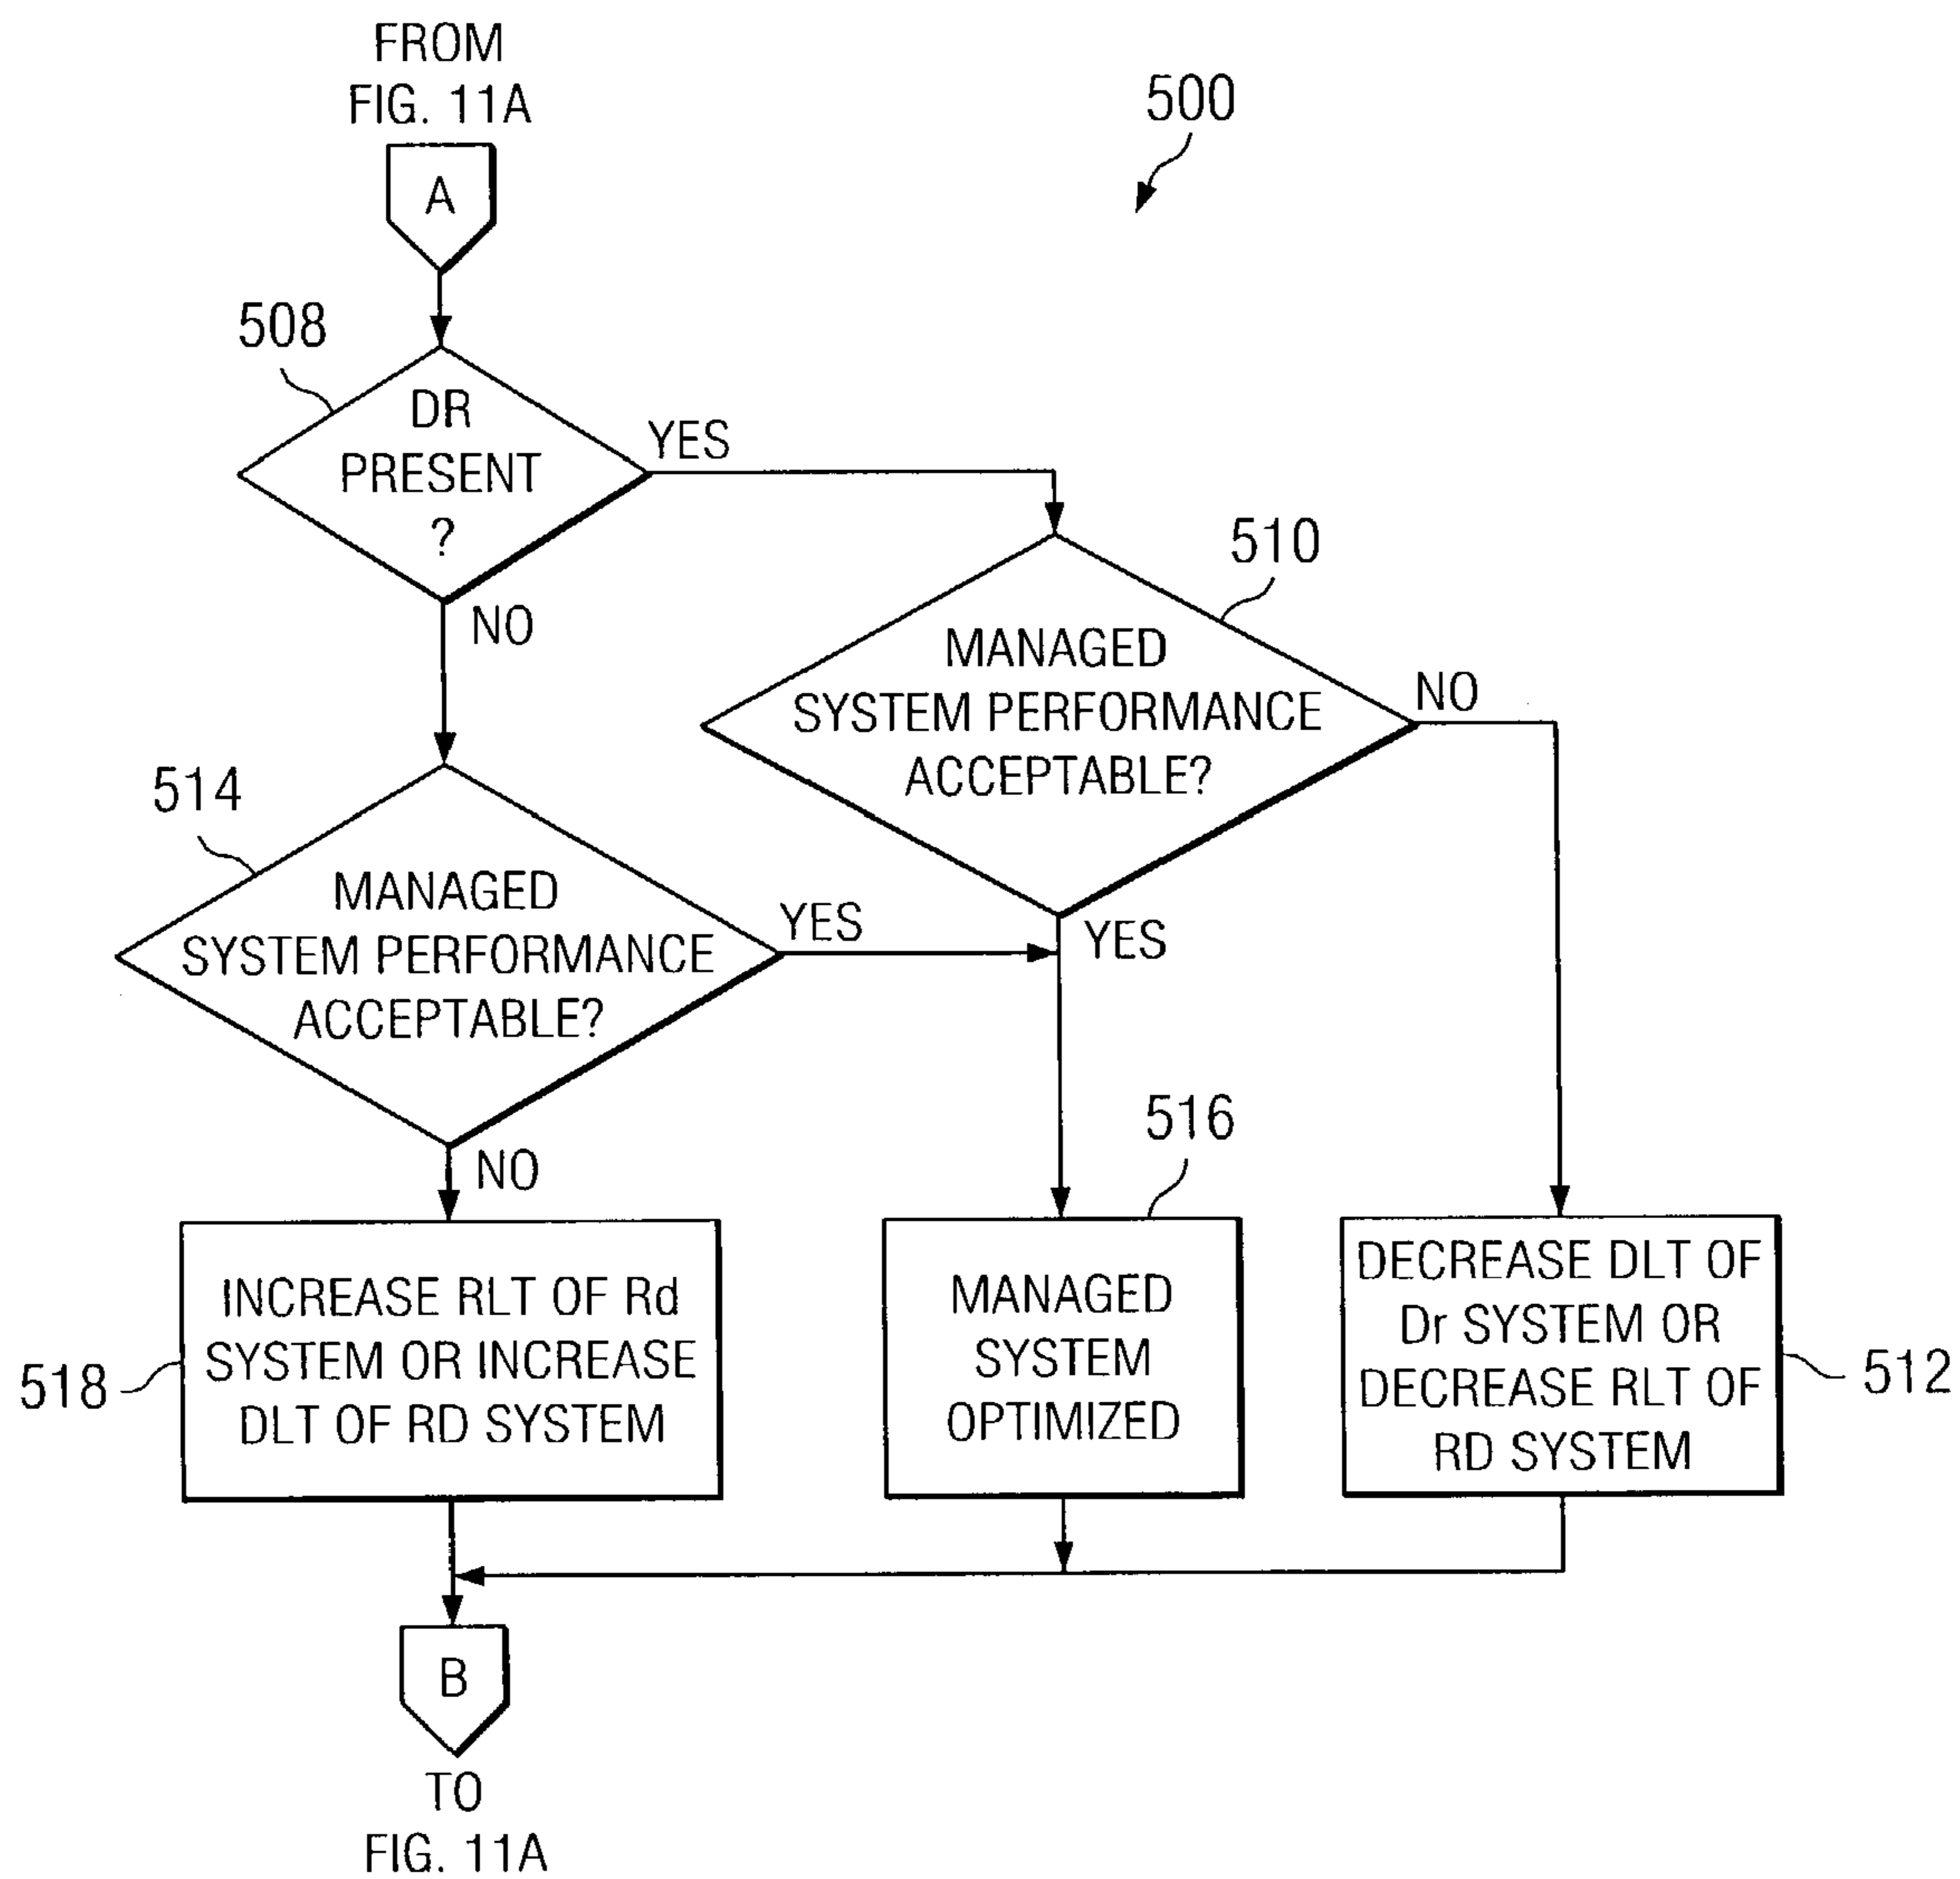 FROM
FIG. 11A
500
A
508
DR
PRESENT
?
YES
NO
510
MANAGED
SYSTEM PERFORMANCE
ACCEPTABLE?
NO
YES
514
MANAGED
SYSTEM PERFORMANCE
ACCEPTABLE?
YES
NO
516
518
INCREASE RLT OF Rd
SYSTEM OR INCREASE
DLT OF RD SYSTEM
MANAGED
SYSTEM
OPTIMIZED
DECREASE DLT OF
Dr SYSTEM OR
DECREASE RLT OF
RD SYSTEM
512
B
TO
FIG. 11A